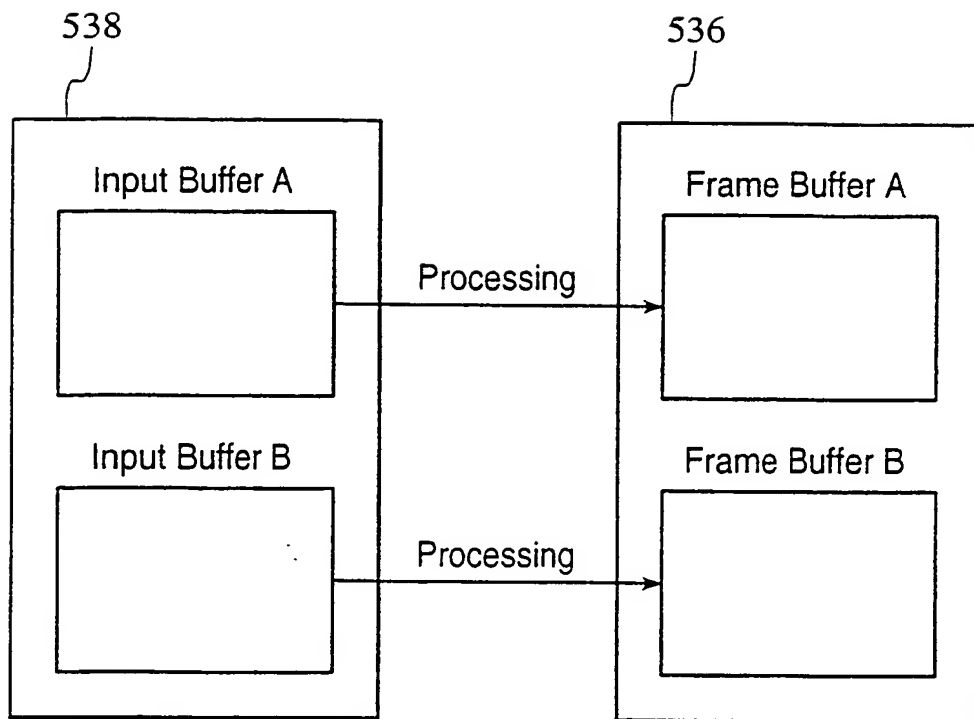 538
536
Input Buffer A
Frame Buffer A
Processing
Input Buffer B
Frame Buffer B
Processing